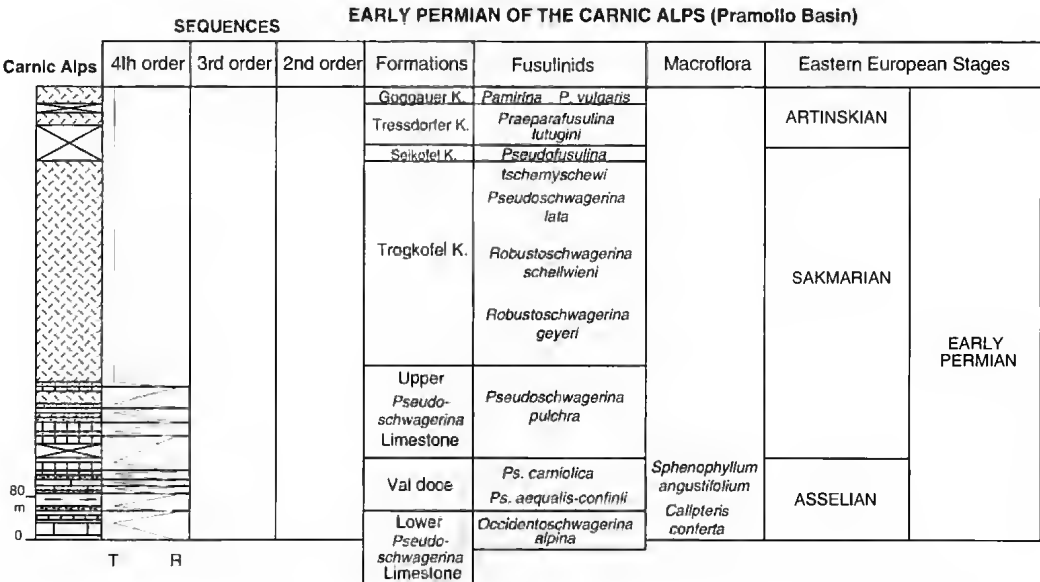 EARLY PERMIAN OF THE CARNIC ALPS (Pramollo Basin)
SEQUENCES
Carnic Alps 4lh order 3rd order 2nd order Formations Fusulinids Macroflora Eastern European Stages
Goggauer K. Pamirina P. vulgaris
Tressdorfer K. Praeparafusulina
lutugini
ARTINSKIAN
Seikofel K. Pseudofusulina
tschernyschewi
Pseudoschwagerina
lata
Trogkofel K. Robustoschwagerina
schellwieni
SAKMARIAN
Robustoschwagerina
geyeri
EARLY
PERMIAN
Upper
Pseudo-
schwagerina
Limestone
Pseudoschwagerina
pulchra
Val doce
Ps. carniolica
Ps. aequalis-confinii
Sphenophyllum
angustifolium
Callpteris
conferta
ASSELIAN
80
m
0
Lower
Pseudo-
schwagerina
Limestone
Occidentoschwagerina
alpina
T R